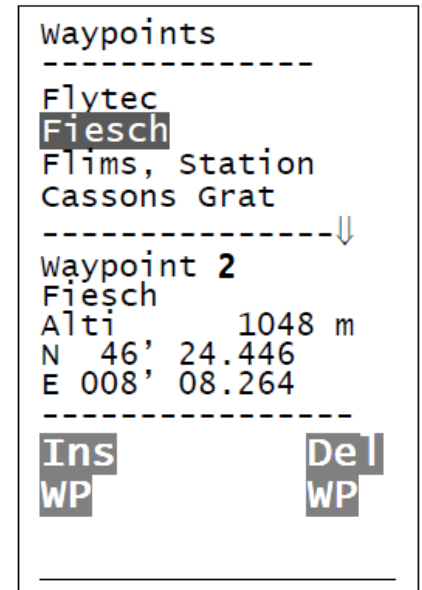 Waypoints
--------------
Flytec
Fiesch
Flims, Station
Cassons Grat
---------------⇓
Waypoint 2
Fiesch
Alti 1048 m
N 46’ 24.446
E 008’ 08.264
----------------
Ins Del
WP WP